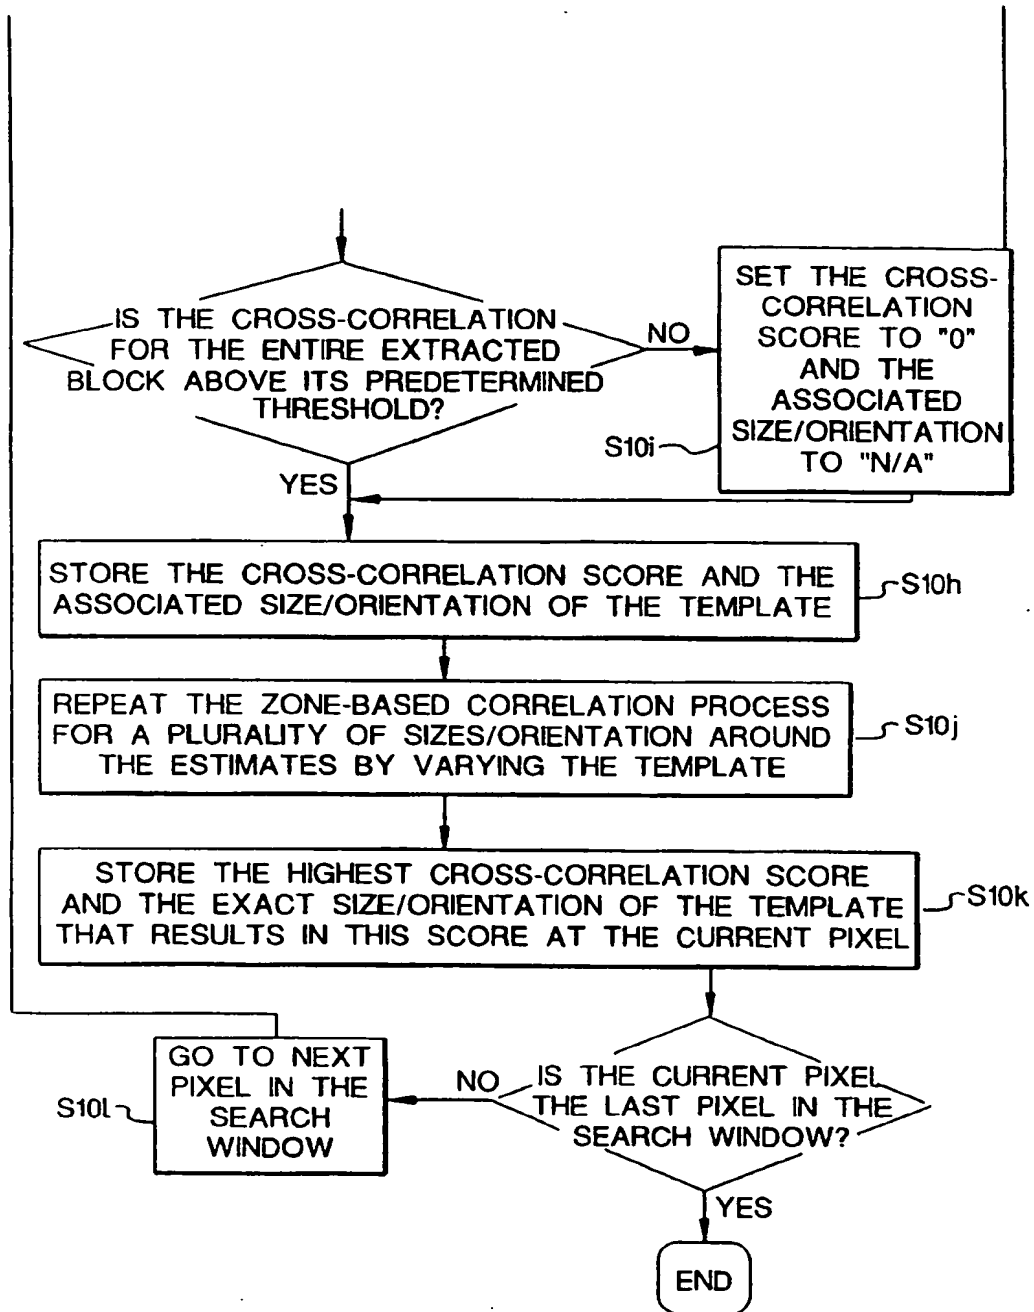 IS THE CROSS-CORRELATION
FOR THE ENTIRE EXTRACTED
BLOCK ABOVE ITS PREDETERMINED
THRESHOLD?
NO
SET THE CROSS-
CORRELATION
SCORE TO "0"
AND THE
ASSOCIATED
SIZE/ORIENTATION
TO "N/A"
S10i
YES
STORE THE CROSS-CORRELATION SCORE AND THE
ASSOCIATED SIZE/ORIENTATION OF THE TEMPLATE
S10h
REPEAT THE ZONE-BASED CORRELATION PROCESS
FOR A PLURALITY OF SIZES/ORIENTATION AROUND
THE ESTIMATES BY VARYING THE TEMPLATE
S10j
STORE THE HIGHEST CROSS-CORRELATION SCORE
AND THE EXACT SIZE/ORIENTATION OF THE TEMPLATE
THAT RESULTS IN THIS SCORE AT THE CURRENT PIXEL
S10k
IS THE CURRENT PIXEL
THE LAST PIXEL IN THE
SEARCH WINDOW?
NO
GO TO NEXT
PIXEL IN THE
SEARCH
WINDOW
S10l
YES
END